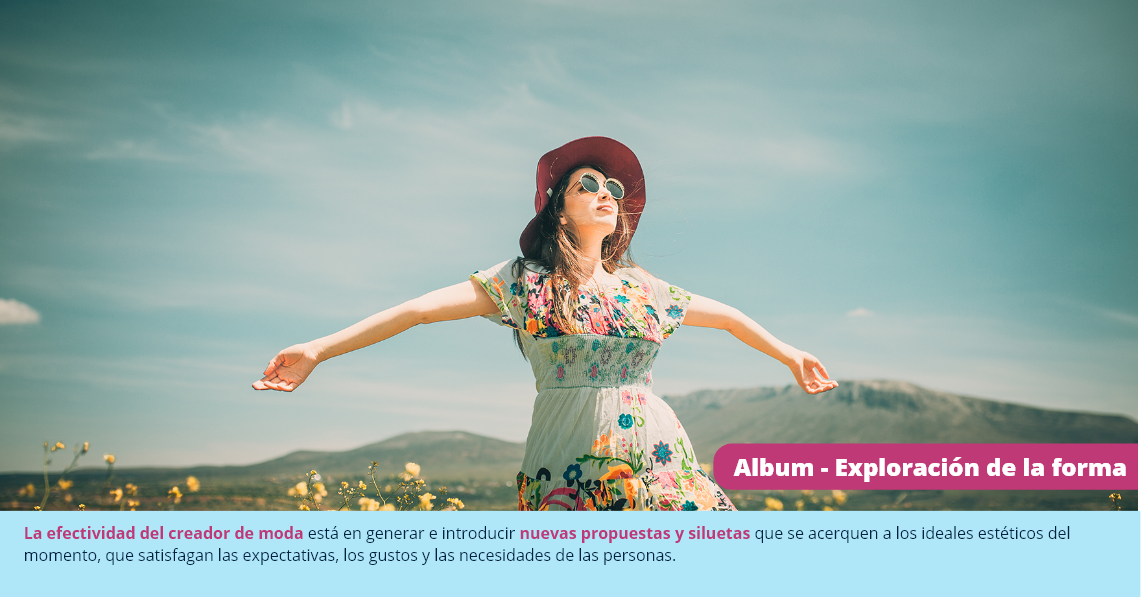 Album - Exploración de la forma
La efectividad del creador de moda está en generar e introducir nuevas propuestas y siluetas que se acerquen a los ideales estéticos del
momento, que satisfagan las expectativas, los gustos y las necesidades de las personas.